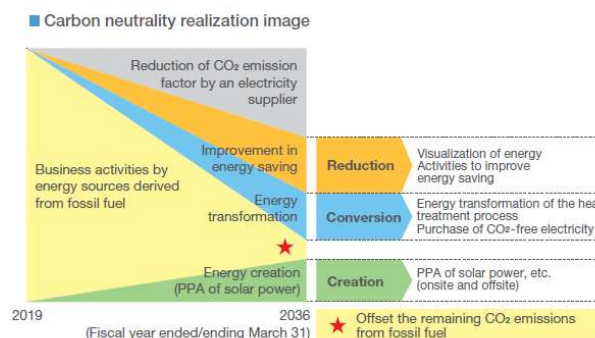 Carbon neutrality realization image
Reduction of CO₂ emission
factor by an electricity
supplier
Improvement in
energy saving
Business activities by
energy sources derived
from fossil fuel
Energy
transformation
Energy creation
(PPA of solar power)
Reduction
Visualization of energy
Activities to improve
energy saving
Conversion
Energy transformation of the
treatment process
Purchase of CO₂-free electricity
Creation
PPA of solar power, etc.
(onsite and offsite)
2019
2036
(Fiscal year ended/ending March 31)
★ Offset the remaining CO₂ emissions
from fossil fuel